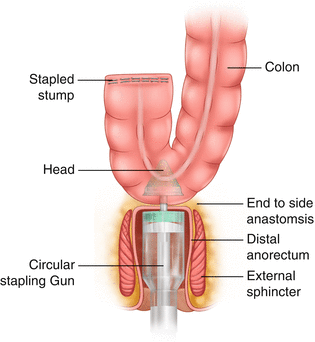 Stapled
stump
Colon
Head
End to side
anastomsis
Distal
anorectum
Circular
stapling Gun
External
sphincter